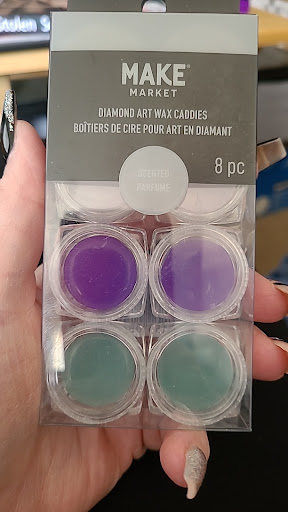 MAKE®
MARKET
DIAMOND ART WAX CADDIES
BOÎTIERS DE CIRE POUR ART EN DIAMANT
SCENTED
PARFUMÉ
8 pc